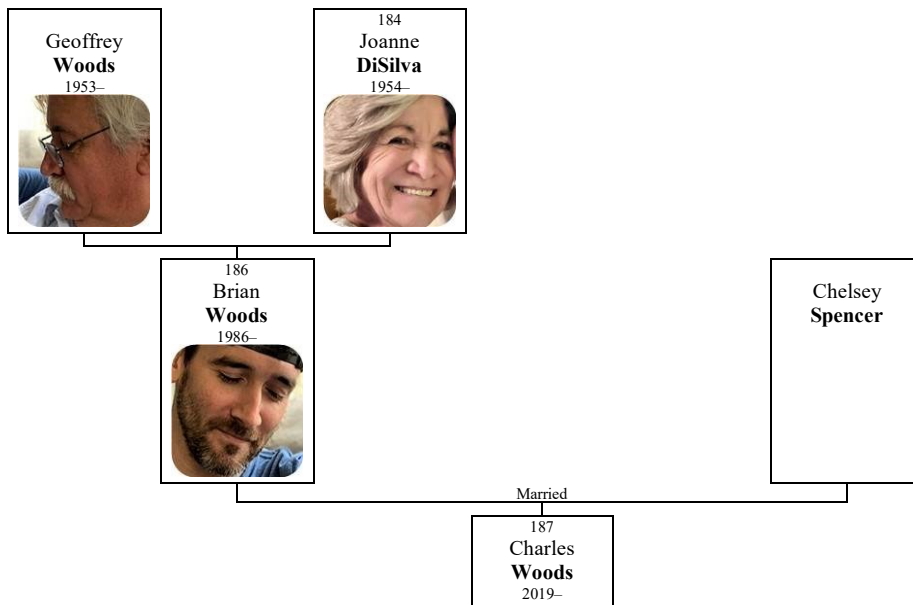 Geoffrey
Woods
1953–
184
Joanne
DiSilva
1954–
186
Brian
Woods
1986–
Chelsey
Spencer
Married
187
Charles
Woods
2019–